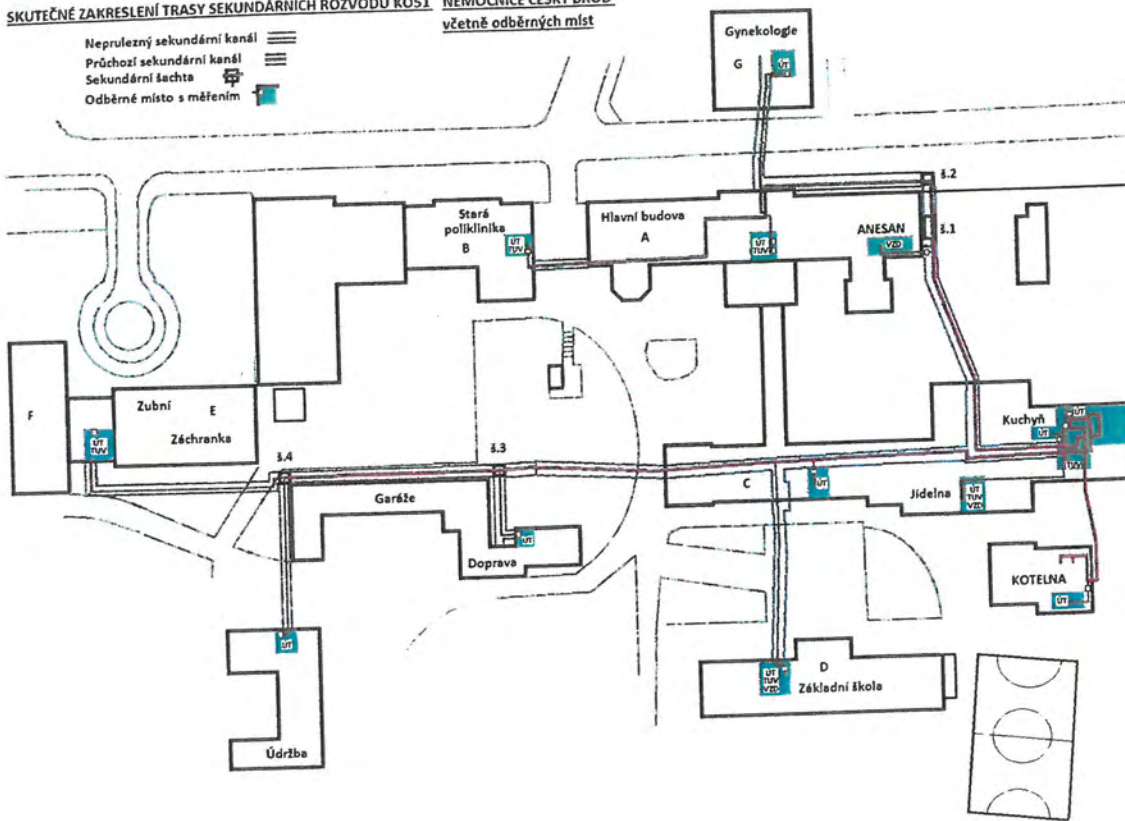 SKUTEČNÉ ZAKRESLENÍ TRASY SEKUNDÁRNÍCH ROZVODŮ KOS1 NEMOCNICE ČESKÝ BROD
včetně odběrných míst
Neprulezný sekundární kanál
Průchozí sekundární kanál
Sekundární šachta
Odběrné místo s měřením
Gynekologie
G
ÚT
š.2
Stará
poliklinika
B
ÚT
TUV
Hlavní budova
A
ÚT
TUV
ANESAN
VZD
š.1
F
Zubní
E
Záchranka
ÚT
TUV
Kuchyň
ÚT
ÚT
TUV
š.4
š.3
Garáže
C
ÚT
Jídelna
ÚT
TUV
VZD
Doprava
ÚT
KOTELNA
ÚT
ÚT
Údržba
ÚT
TUV
VZD
D
Základní škola